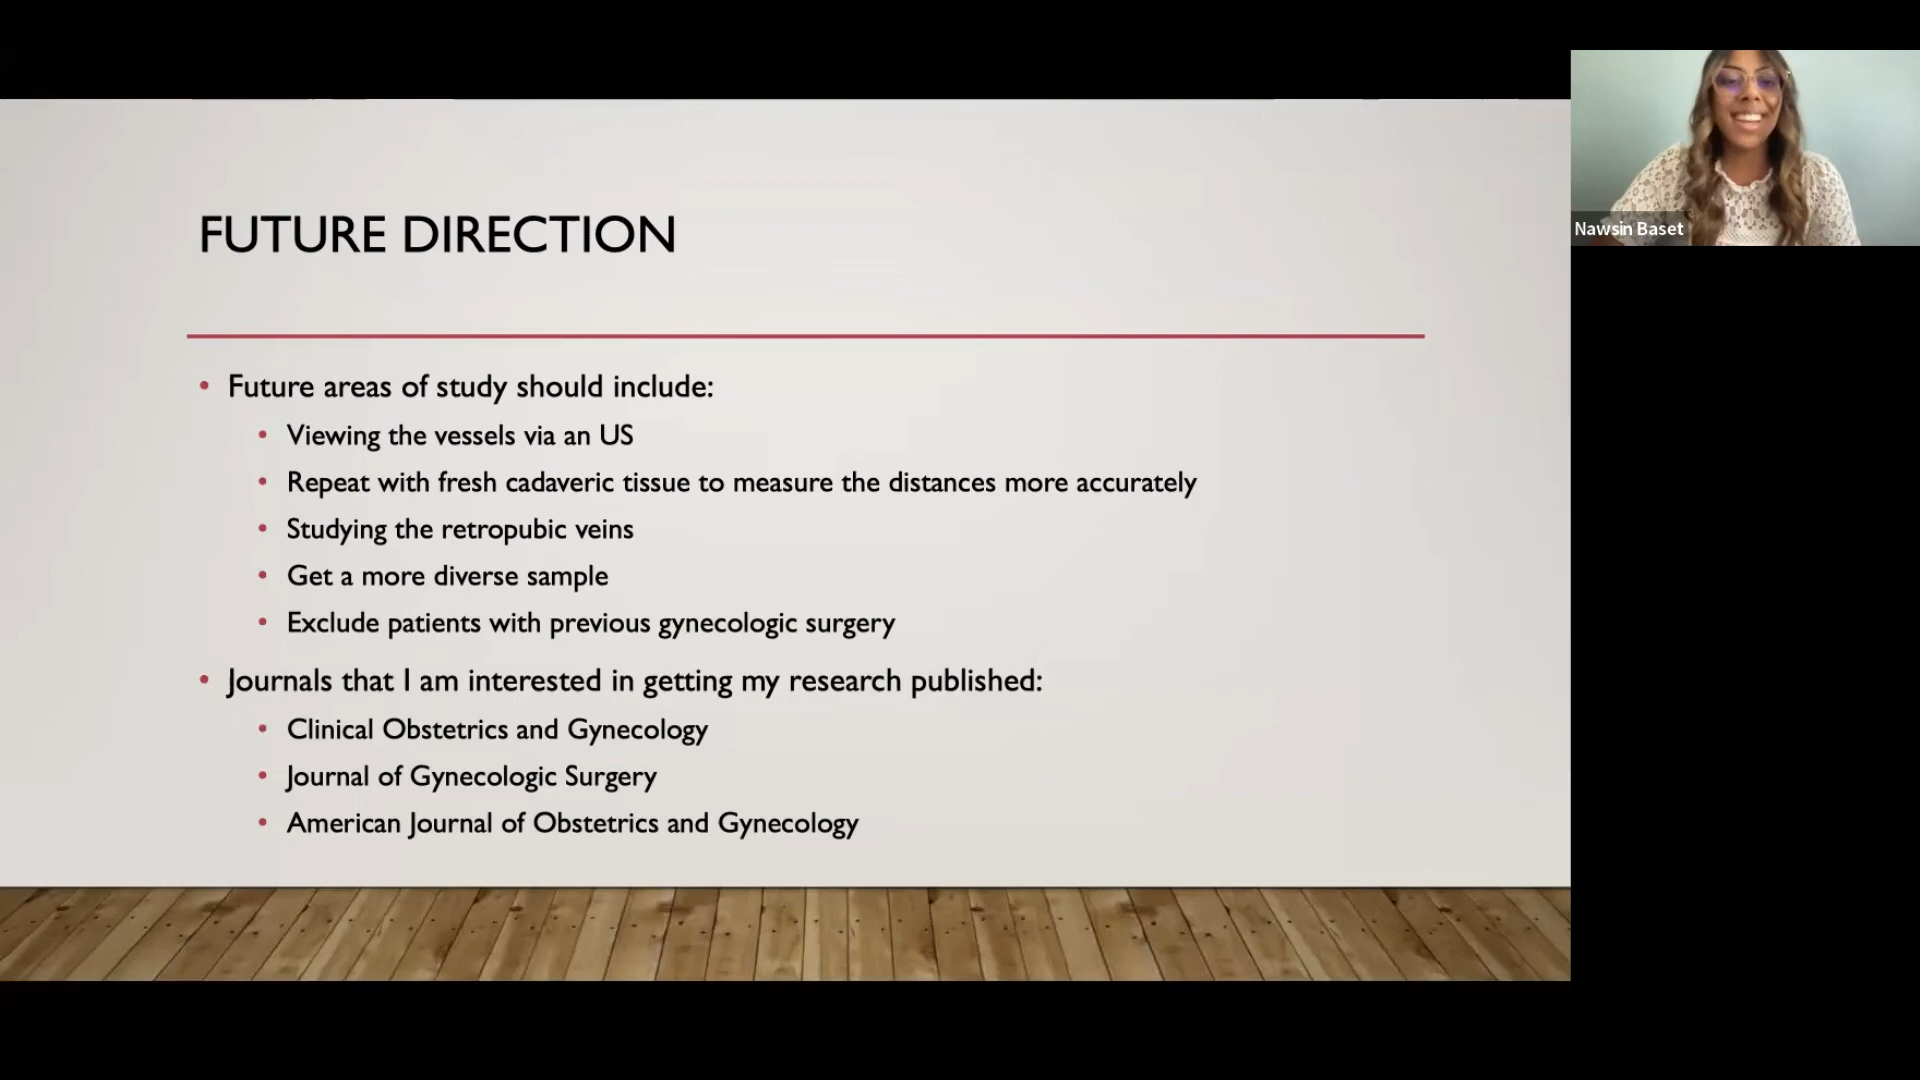 FUTURE DIRECTION
• Future areas of study should include:
• Viewing the vessels via an US
• Repeat with fresh cadaveric tissue to measure the distances more accurately
• Studying the retropubic veins
• Get a more diverse sample
• Exclude patients with previous gynecologic surgery
• Journals that I am interested in getting my research published:
• Clinical Obstetrics and Gynecology
• Journal of Gynecologic Surgery
• American Journal of Obstetrics and Gynecology
Nawsin Baset